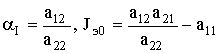 α_I = a_12 / a_22 , J_э0 = (a_12 a_21) / a_22 − a_11